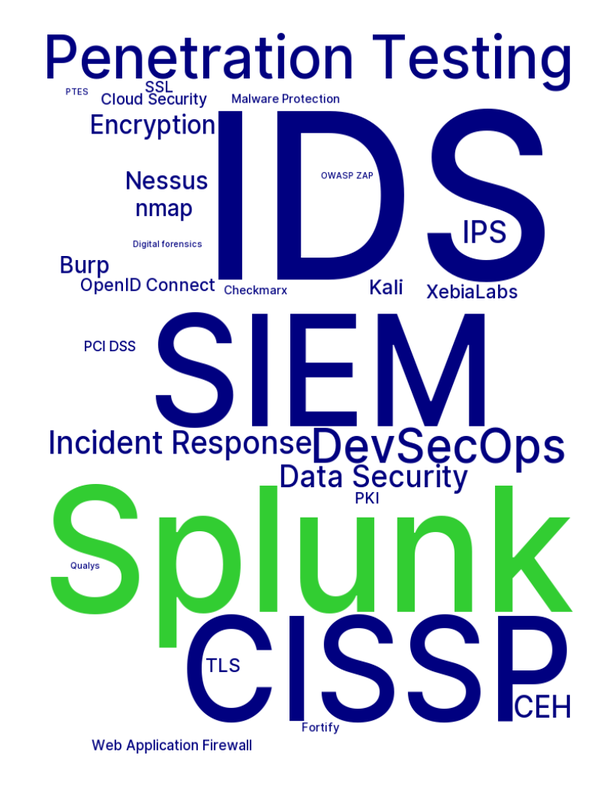 Penetration Testing
PTES
SSL
Cloud Security
Malware Protection
Encryption
IDS
OWASP ZAP
Nessus
nmap
IPS
Digital forensics
Burp
OpenID Connect
Checkmarx
Kali
XebiaLabs
SIEM
PCI DSS
Incident Response
DevSecOps
Data Security
PKI
Splunk
Qualys
CISSP
TLS
CEH
Fortify
Web Application Firewall